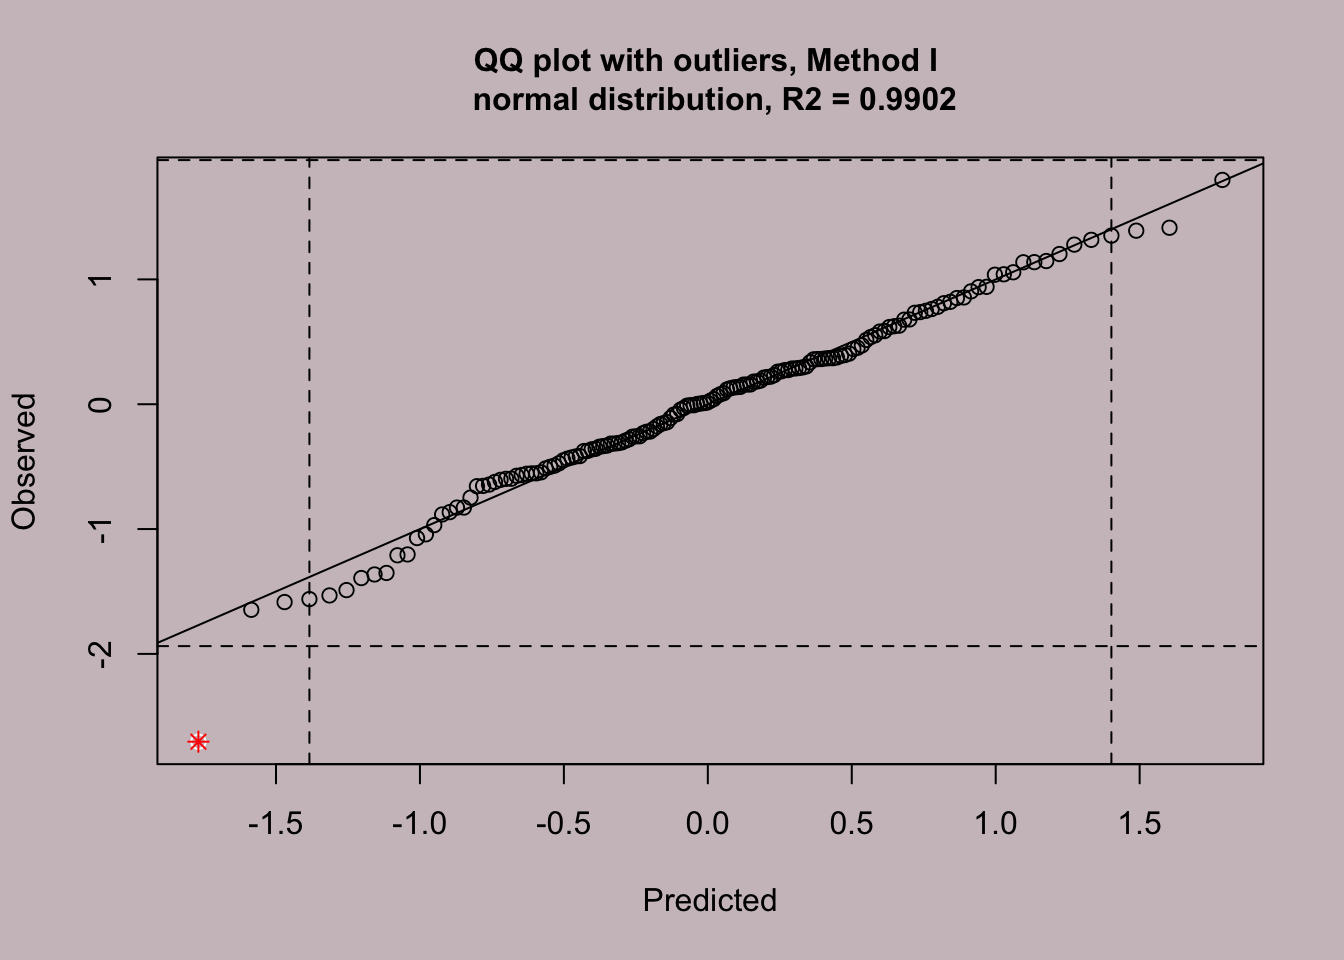 QQ plot with outliers, Method I
normal distribution, R2 = 0.9902
Observed
1
0
-1
-2
-1.5 -1.0 -0.5 0.0 0.5 1.0 1.5
Predicted